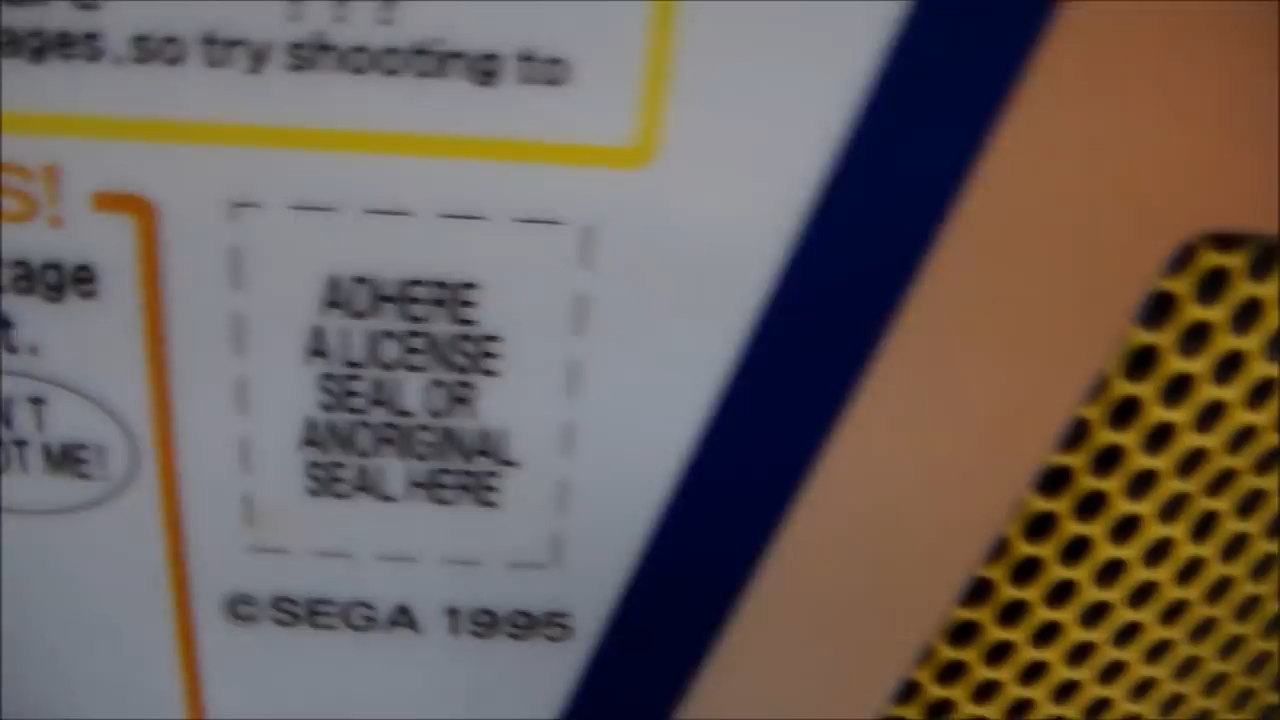 ages.so try shooting to
S!
tage
t.
N'T
OT ME!
ADHERE
A LICENSE
SEAL OR
ANORIGINAL
SEAL HERE
©SEGA 1995